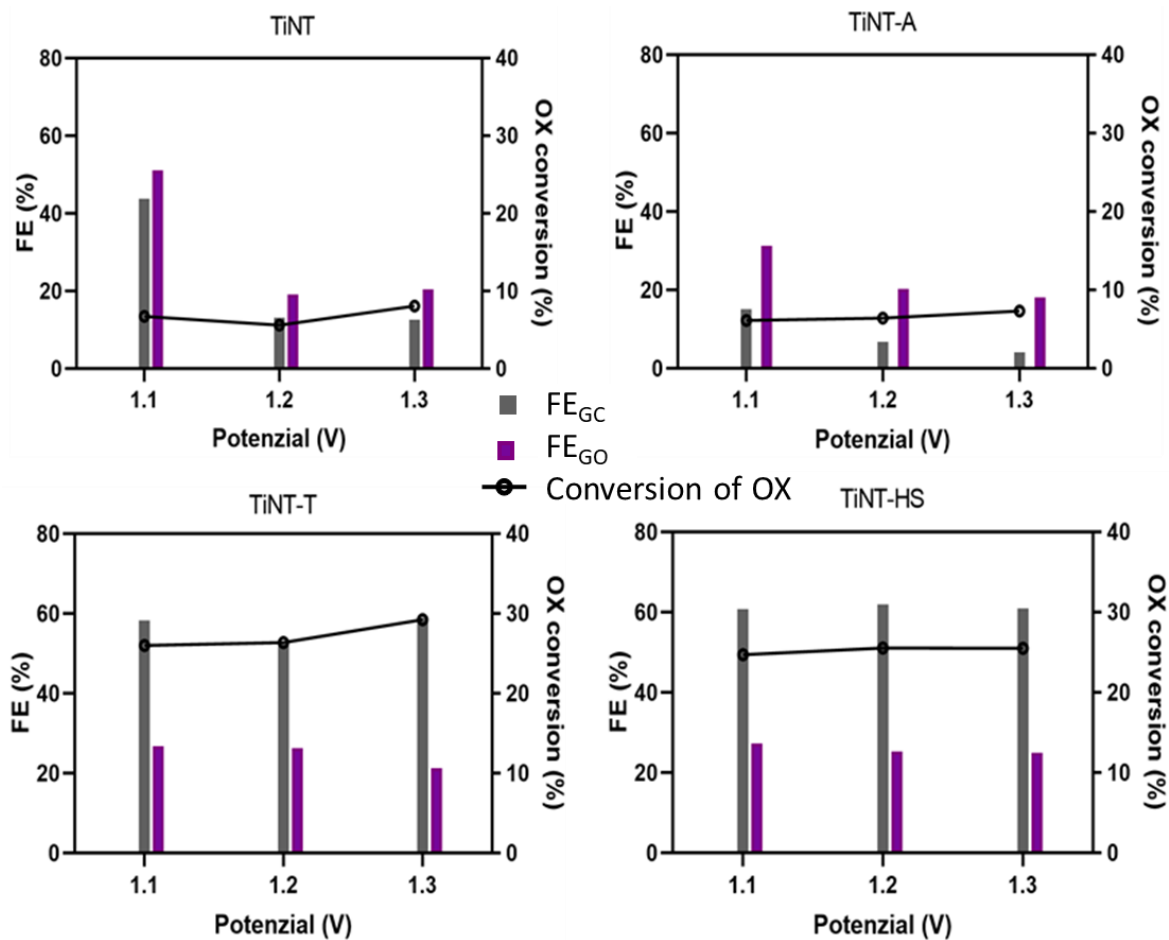 TiNT
80
60
40
20
0
FE (%)
40
30
20
10
0
OX conversion (%)
1.1 1.2 1.3
Potenzial (V)
TiNT-A
80
60
40
20
0
FE (%)
40
30
20
10
0
OX conversion (%)
1.1 1.2 1.3
Potenzial (V)
FEGC
FEGO
Conversion of OX
TiNT-T
80
60
40
20
0
FE (%)
40
30
20
10
0
OX conversion (%)
1.1 1.2 1.3
Potenzial (V)
TiNT-HS
80
60
40
20
0
FE (%)
40
30
20
10
0
OX conversion (%)
1.1 1.2 1.3
Potenzial (V)